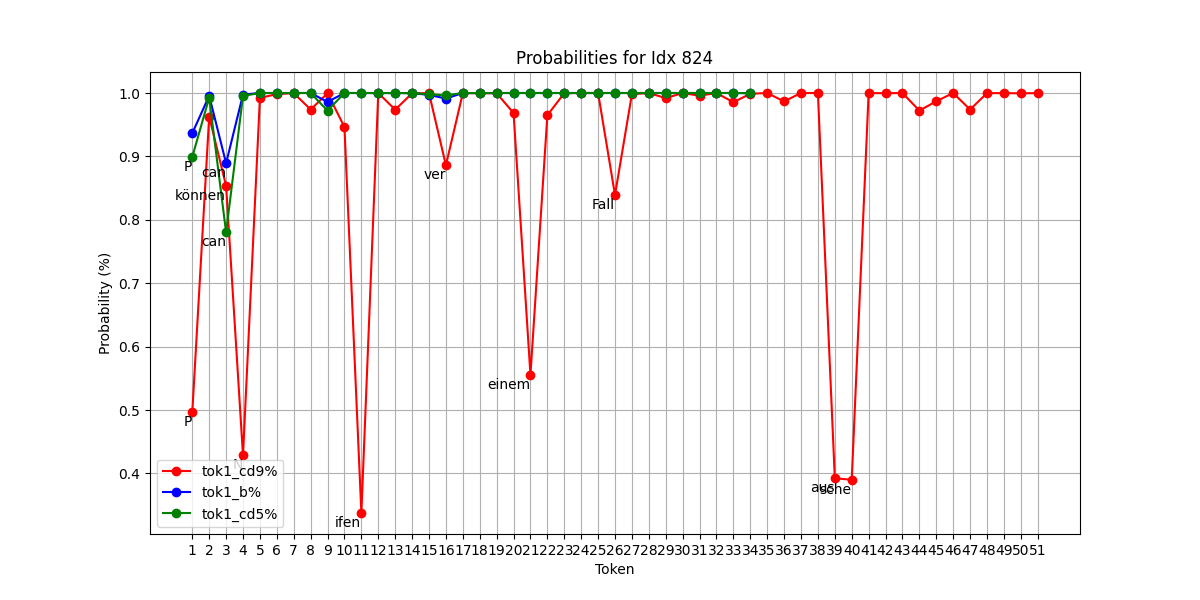 Probabilities for Idx 824
Probability (%)
1.0
0.9
0.8
0.7
0.6
0.5
0.4
P
can
können
can
P
ifen
ver
einem
Fall
aus
sche
tok1_cd9%
tok1_b%
tok1_cd5%
1 2 3 4 5 6 7 8 9 10 11 12 13 14 15 16 17 18 19 20 21 22 23 24 25 26 27 28 29 30 31 32 33 34 35 36 37 38 39 40 41 42 43 44 45 46 47 48 49 50 51
Token